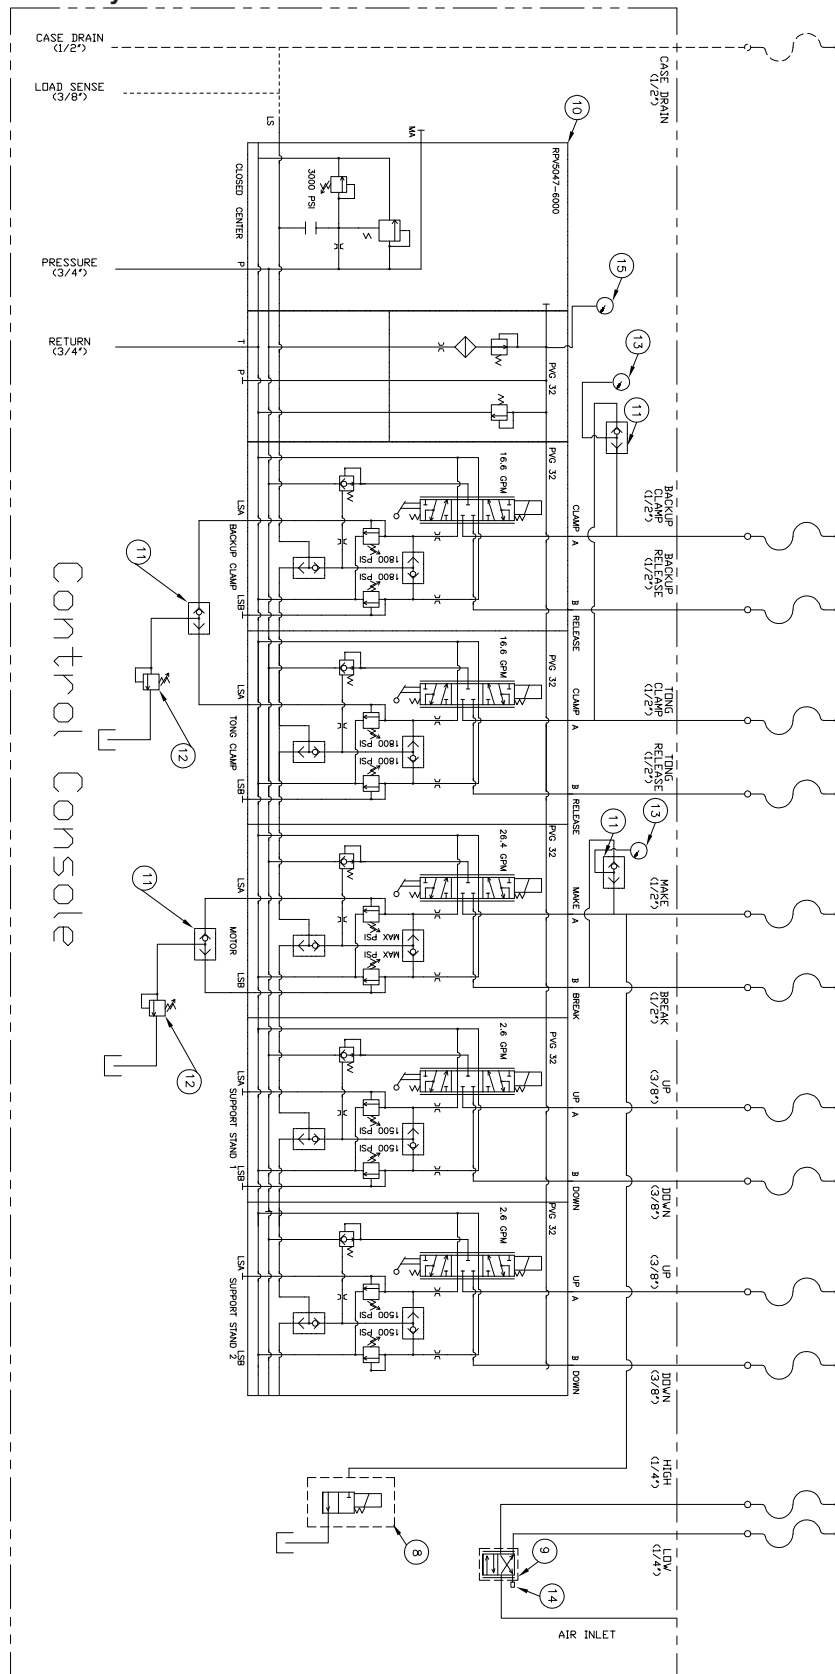 CASE DRAIN
(1/2")
LOAD SENSE
(3/8")
CASE DRAIN
(1/2")
LS
MA
10
RPV5047-6000
3000 PSI
CLOSED CENTER
PRESSURE
(3/4")
P
15
RETURN
(3/4")
T
P
PVG 32
13
11
PVG 32
16.6 GPM
CLAMP
A
BACKUP
CLAMP
(1/2")
LSA
BACKUP CLAMP
1800 PSI
1800
PSI
11
BACKUP
RELEASE
(1/2")
B
LSB
RELEASE
PVG 32
16.6 GPM
CLAMP
A
TONG
CLAMP
(1/2")
LSA
TONG CLAMP
1800 PSI
1800
PSI
12
TONG
RELEASE
(1/2")
B
LSB
RELEASE
13
11
PVG 32
26.4 GPM
MAKE
A
MAKE
(1/2")
LSA
MOTOR
MAX PSI
MAX
PSI
11
B
LSB
BREAK
BREAK
(1/2")
12
PVG 32
2.6 GPM
UP
A
UP
(3/8")
LSA
SUPPORT STAND 1
1500 PSI
1500
PSI
B
LSB
DOWN
DOWN
(3/8")
PVG 32
2.6 GPM
UP
A
UP
(3/8")
LSA
SUPPORT STAND 2
1500 PSI
1500
PSI
B
LSB
DOWN
DOWN
(3/8")
HIGH
(1/4")
8
LOW
(1/4")
9
14
AIR INLET
Control Console